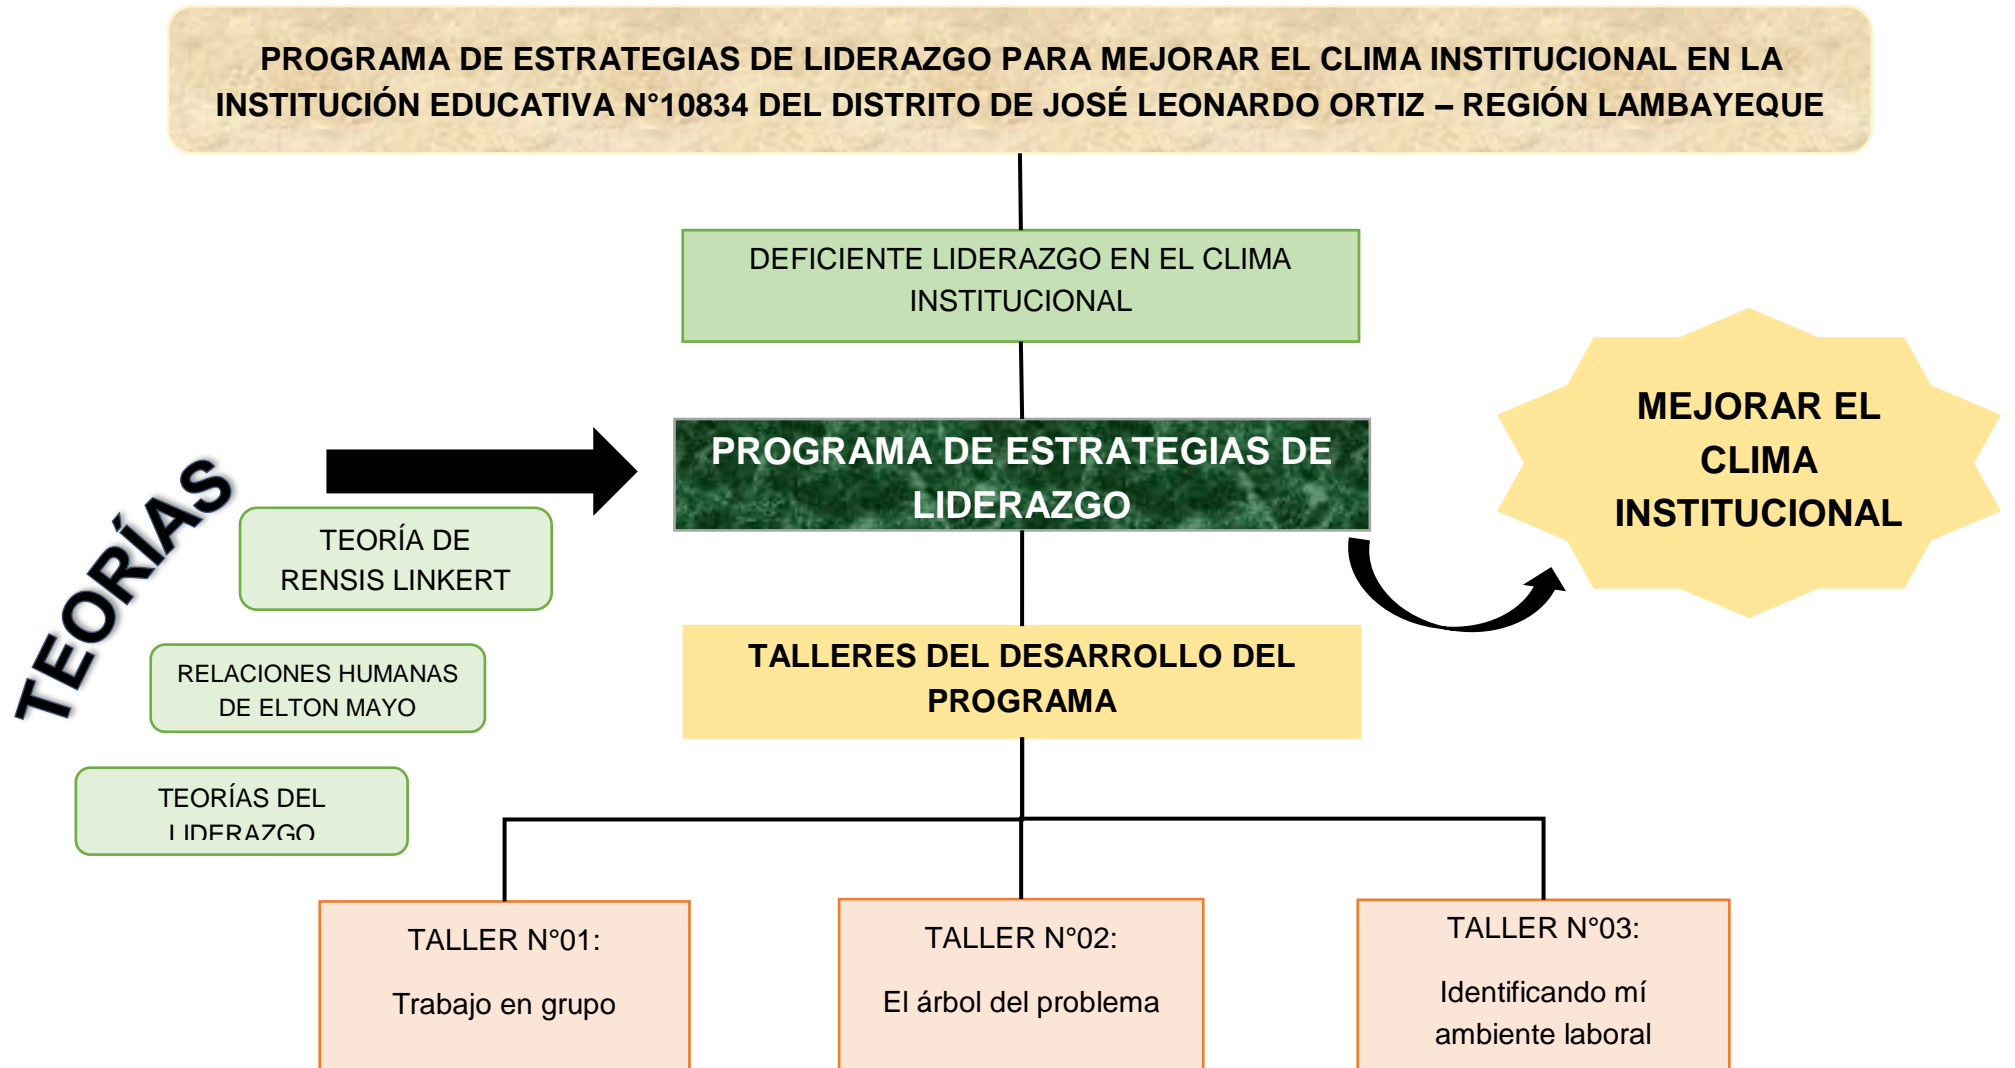 PROGRAMA DE ESTRATEGIAS DE LIDERAZGO PARA MEJORAR EL CLIMA INSTITUCIONAL EN LA
INSTITUCIÓN EDUCATIVA N°10834 DEL DISTRITO DE JOSÉ LEONARDO ORTIZ – REGIÓN LAMBAYEQUE
DEFICIENTE LIDERAZGO EN EL CLIMA
INSTITUCIONAL
PROGRAMA DE ESTRATEGIAS DE
LIDERAZGO
MEJORAR EL
CLIMA
INSTITUCIONAL
TEORÍAS
TEORÍA DE
RENSIS LINKERT
RELACIONES HUMANAS
DE ELTON MAYO
TEORÍAS DEL
LIDERAZGO
TALLERES DEL DESARROLLO DEL
PROGRAMA
TALLER N°01:
Trabajo en grupo
TALLER N°02:
El árbol del problema
TALLER N°03:
Identificando mí
ambiente laboral